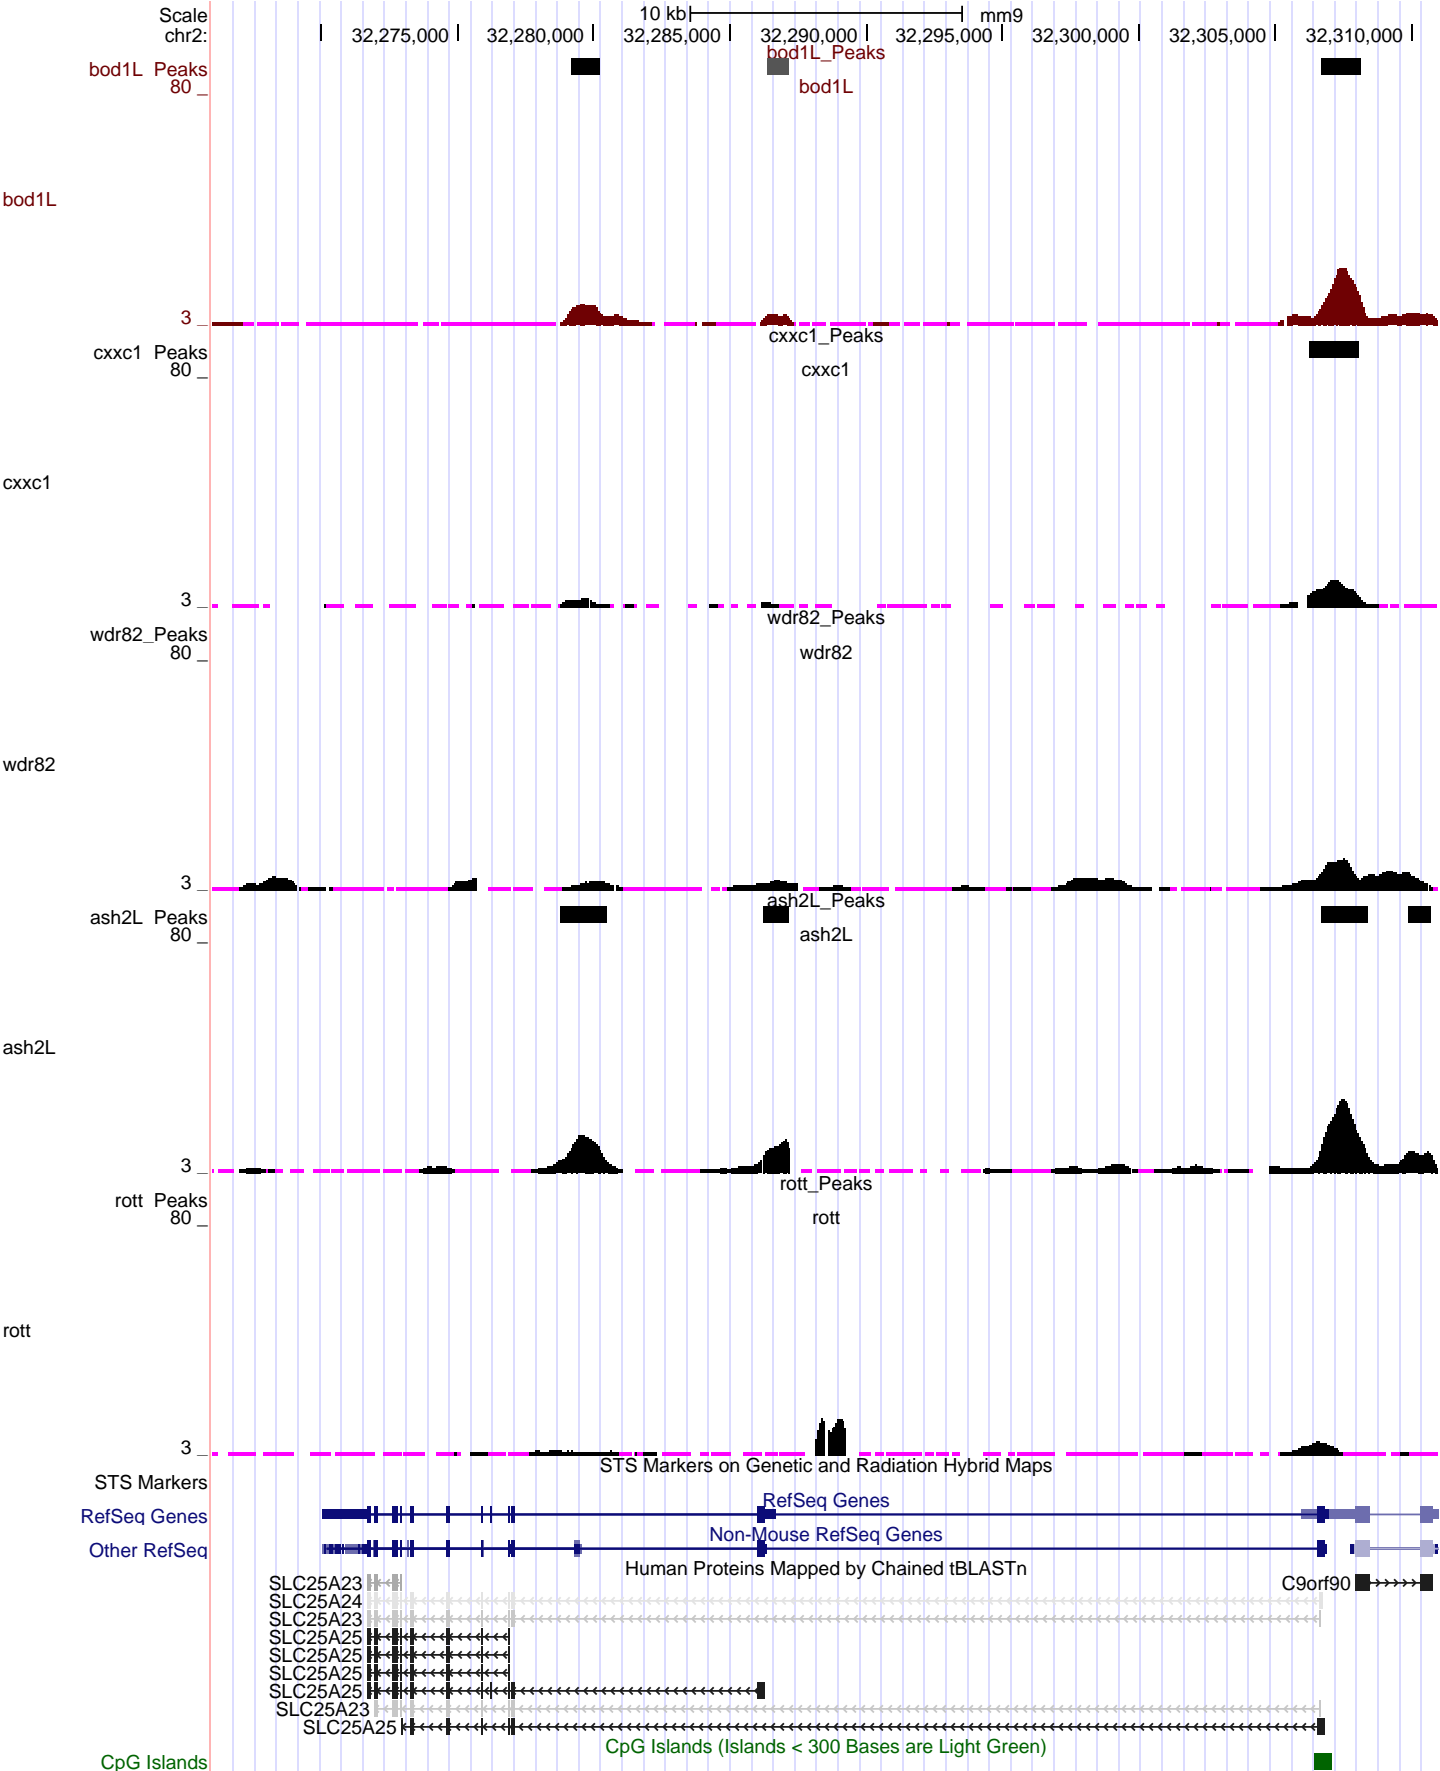 Scale 10 kb mm9
chr2: 32,275,000 32,280,000 32,285,000 32,290,000 32,295,000 32,300,000 32,305,000 32,310,000
bod1L_Peaks
bod1L Peaks
80 _ bod1L
bod1L
3 _
cxxc1_Peaks
cxxc1 Peaks
80 _ cxxc1
cxxc1
3 _
wdr82_Peaks
wdr82_Peaks
80 _ wdr82
wdr82
3 _
ash2L_Peaks
ash2L Peaks
80 _ ash2L
ash2L
3 _
rott_Peaks
rott Peaks
80 _ rott
rott
3 _
STS Markers on Genetic and Radiation Hybrid Maps
STS Markers
RefSeq Genes
RefSeq Genes
Non-Mouse RefSeq Genes
Other RefSeq
Human Proteins Mapped by Chained tBLASTn
SLC25A23 C9orf90
SLC25A24
SLC25A23
SLC25A25
SLC25A25
SLC25A25
SLC25A25
SLC25A23
SLC25A25
CpG Islands (Islands < 300 Bases are Light Green)
CpG Islands